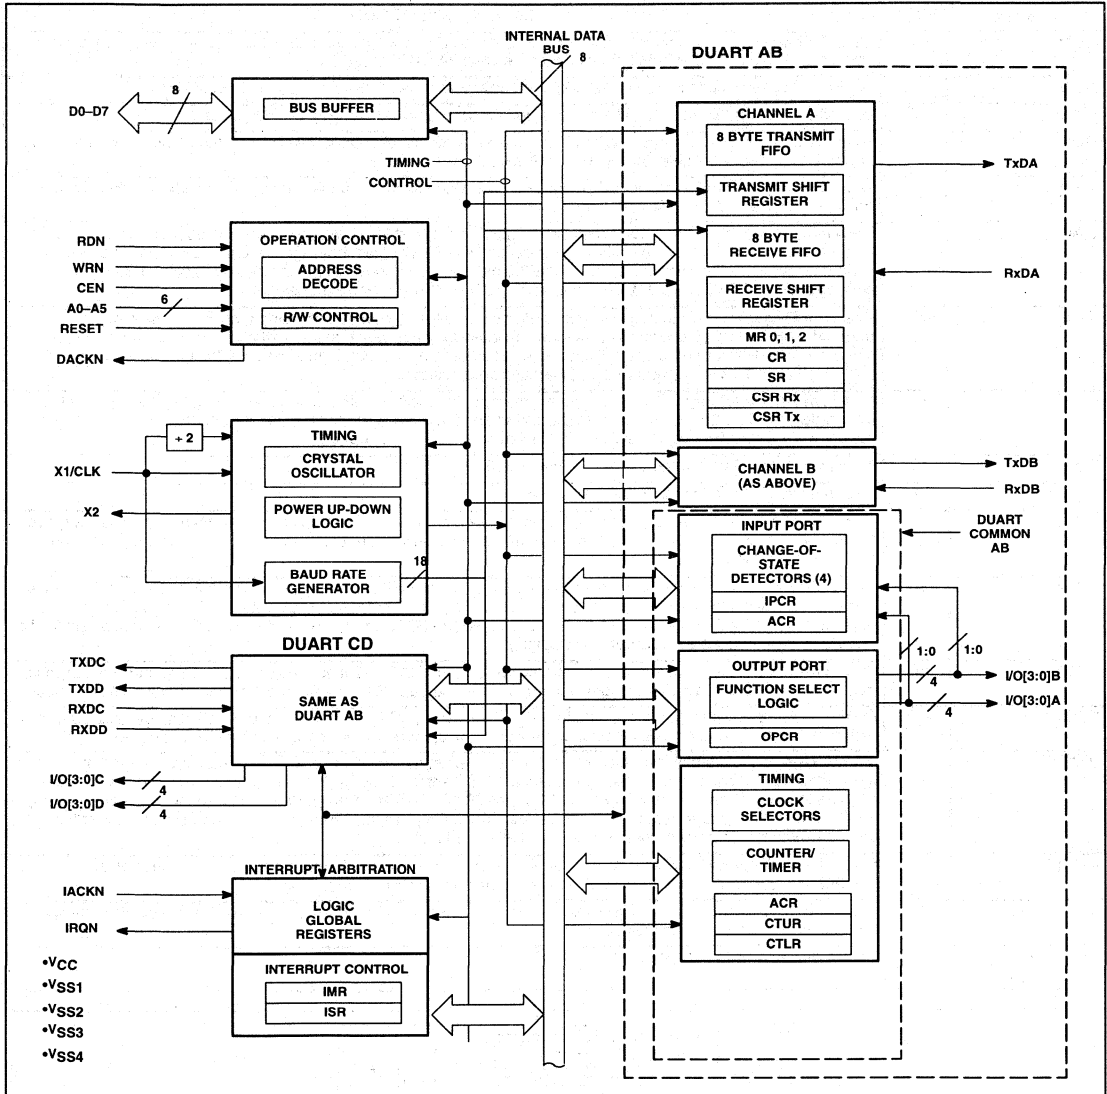 INTERNAL DATA
BUS
8
DUART AB
D0–D7
8
BUS BUFFER
TIMING
CONTROL
RDN
WRN
CEN
A0–A5
6
RESET
DACKN
OPERATION CONTROL
ADDRESS
DECODE
R/W CONTROL
X1/CLK
÷ 2
X2
TIMING
CRYSTAL
OSCILLATOR
POWER UP-DOWN
LOGIC
BAUD RATE
GENERATOR
18
DUART CD
TXDC
TXDD
RXDC
RXDD
SAME AS
DUART AB
I/O[3:0]C
4
I/O[3:0]D
4
INTERRUPT ARBITRATION
IACKN
IRQN
LOGIC
GLOBAL
REGISTERS
INTERRUPT CONTROL
IMR
ISR
•VCC
•VSS1
•VSS2
•VSS3
•VSS4
CHANNEL A
8 BYTE TRANSMIT
FIFO
TRANSMIT SHIFT
REGISTER
8 BYTE
RECEIVE FIFO
RECEIVE SHIFT
REGISTER
MR 0, 1, 2
CR
SR
CSR Rx
CSR Tx
TxDA
RxDA
CHANNEL B
(AS ABOVE)
TxDB
RxDB
DUART
COMMON
AB
INPUT PORT
CHANGE-OF-
STATE
DETECTORS (4)
IPCR
ACR
1:0
1:0
OUTPUT PORT
FUNCTION SELECT
LOGIC
OPCR
4
I/O[3:0]B
4
I/O[3:0]A
TIMING
CLOCK
SELECTORS
COUNTER/
TIMER
ACR
CTUR
CTLR